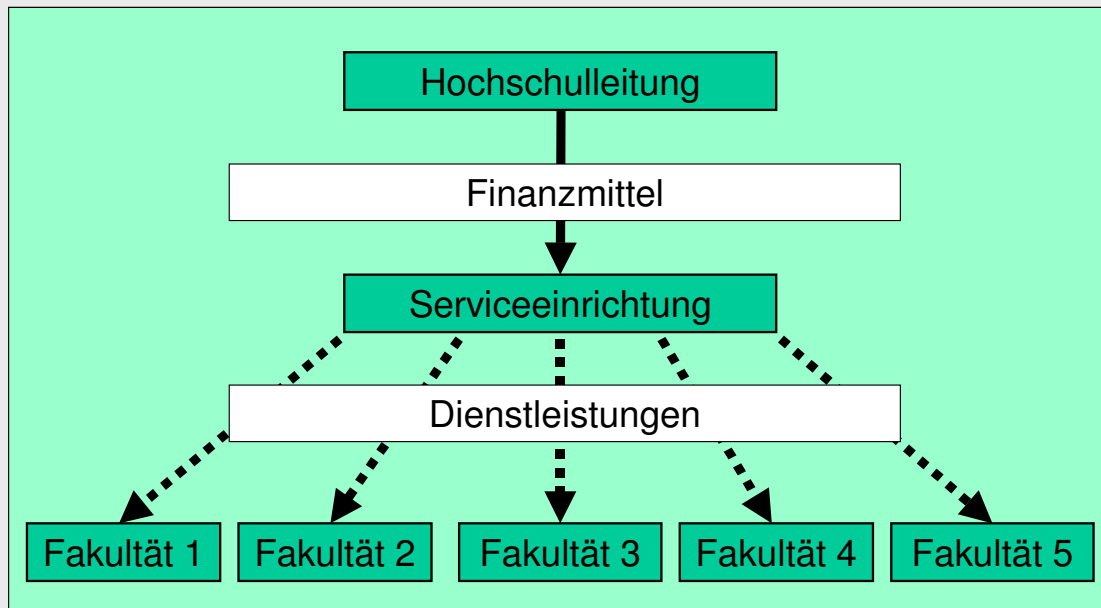 Hochschulleitung
Finanzmittel
Serviceeinrichtung
Dienstleistungen
Fakultät 1
Fakultät 2
Fakultät 3
Fakultät 4
Fakultät 5